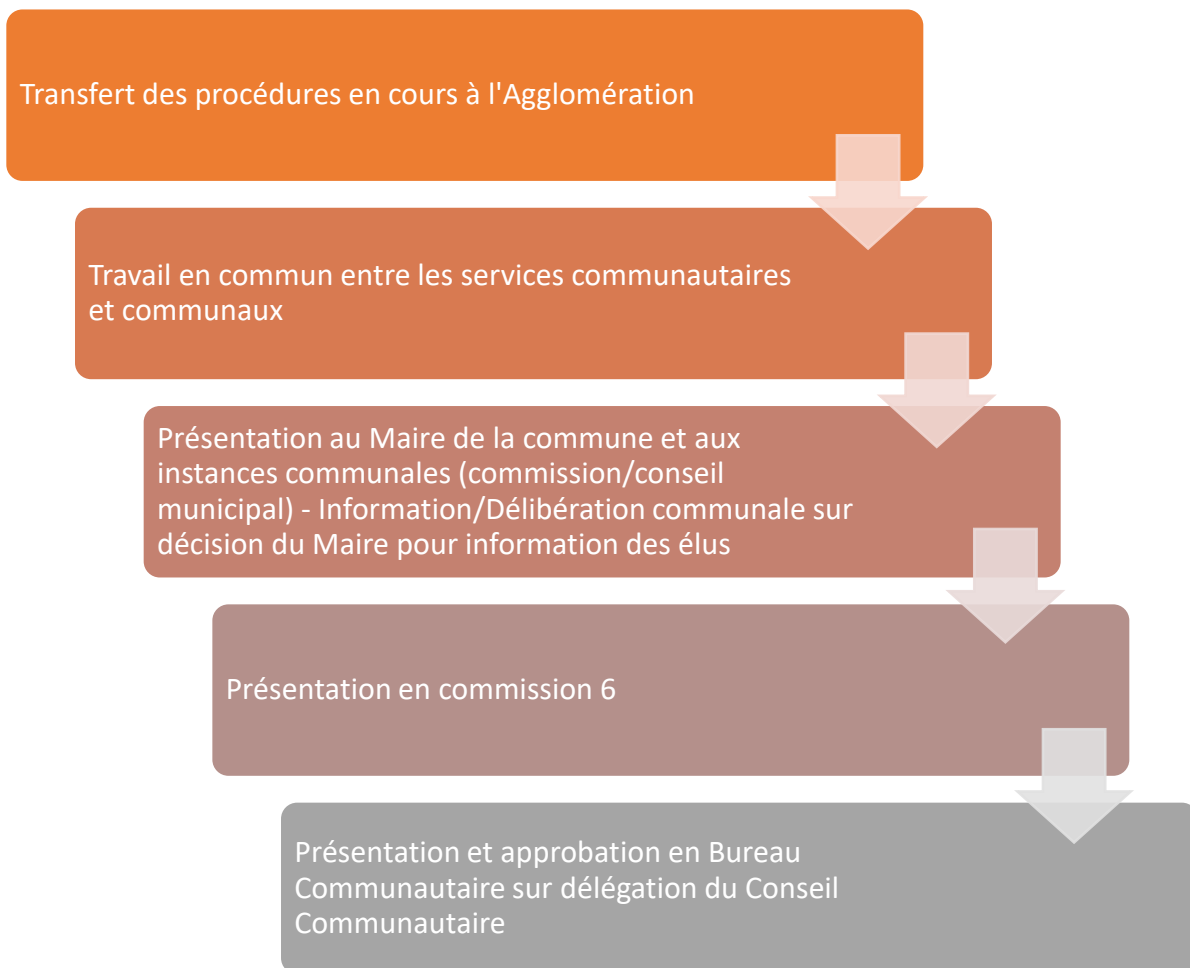 Transfert des procédures en cours à l'Agglomération
Travail en commun entre les services communautaires
et communaux
Présentation au Maire de la commune et aux
instances communales (commission/conseil
municipal) - Information/Délibération communale sur
décision du Maire pour information des élus
Présentation en commission 6
Présentation et approbation en Bureau
Communautaire sur délégation du Conseil
Communautaire